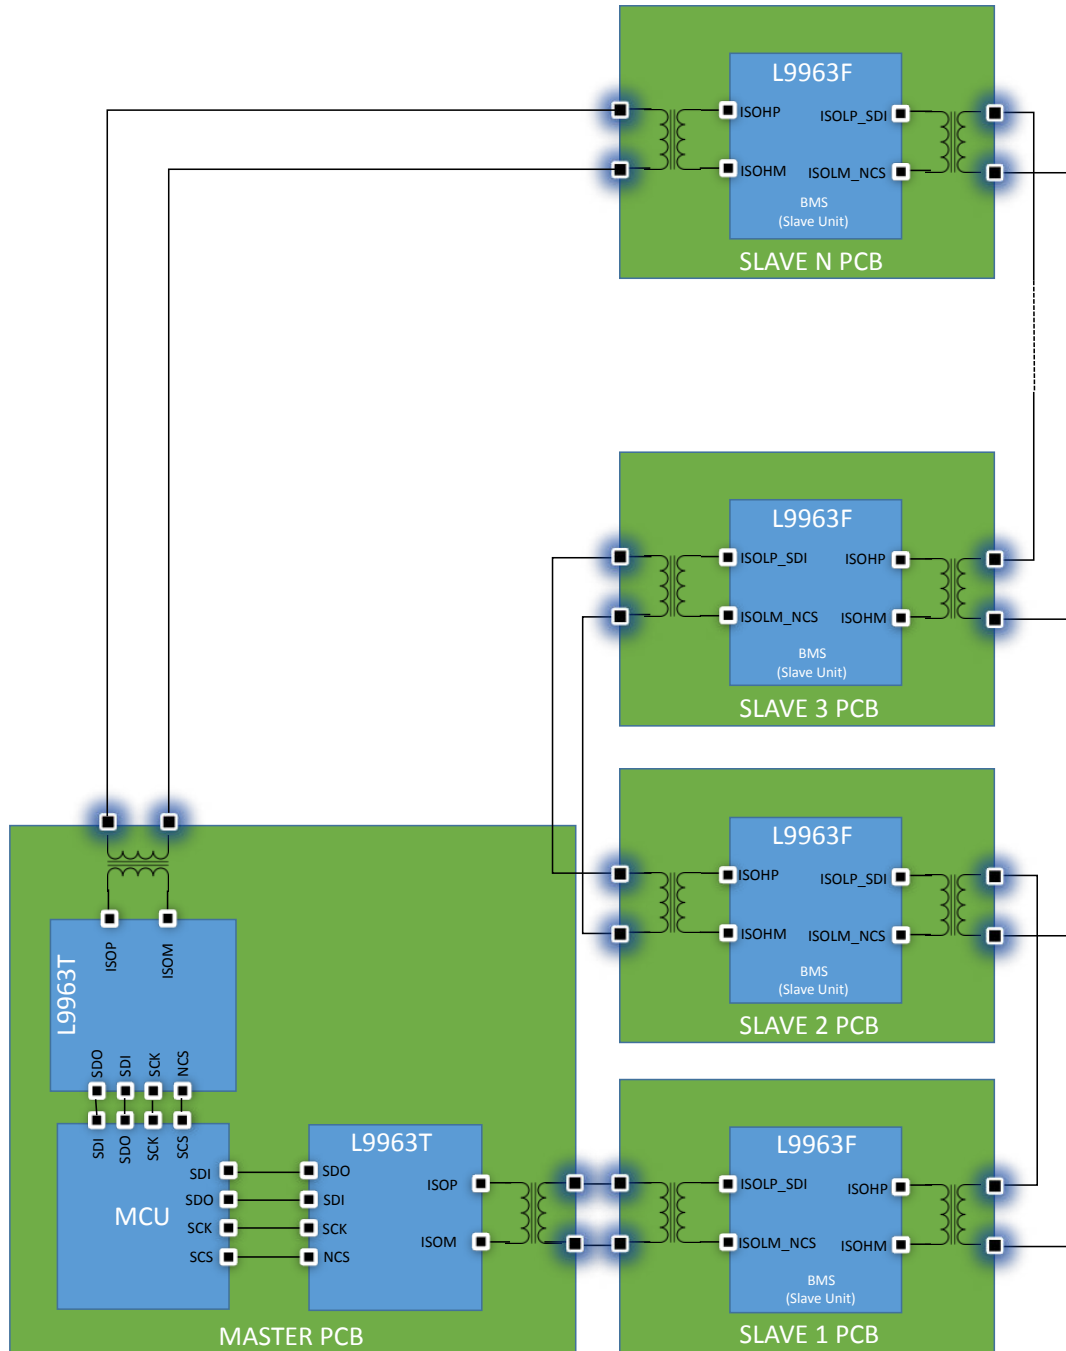 L9963F
ISOHP
ISOLP_SDI
ISOHM
ISOLM_NCS
BMS
(Slave Unit)
SLAVE N PCB
L9963F
ISOLP_SDI
ISOHP
ISOLM_NCS
ISOHM
BMS
(Slave Unit)
SLAVE 3 PCB
L9963F
ISOHP
ISOLP_SDI
ISOHM
ISOLM_NCS
BMS
(Slave Unit)
SLAVE 2 PCB
L9963F
ISOLP_SDI
ISOHP
ISOLM_NCS
ISOHM
BMS
(Slave Unit)
SLAVE 1 PCB
ISOP
ISOM
L9963T
SDO
SDI
SCK
NCS
SDI
SDO
SCK
SCS
MCU
SDI
SDO
SCK
SCS
L9963T
SDO
SDI
SCK
NCS
ISOP
ISOM
MASTER PCB